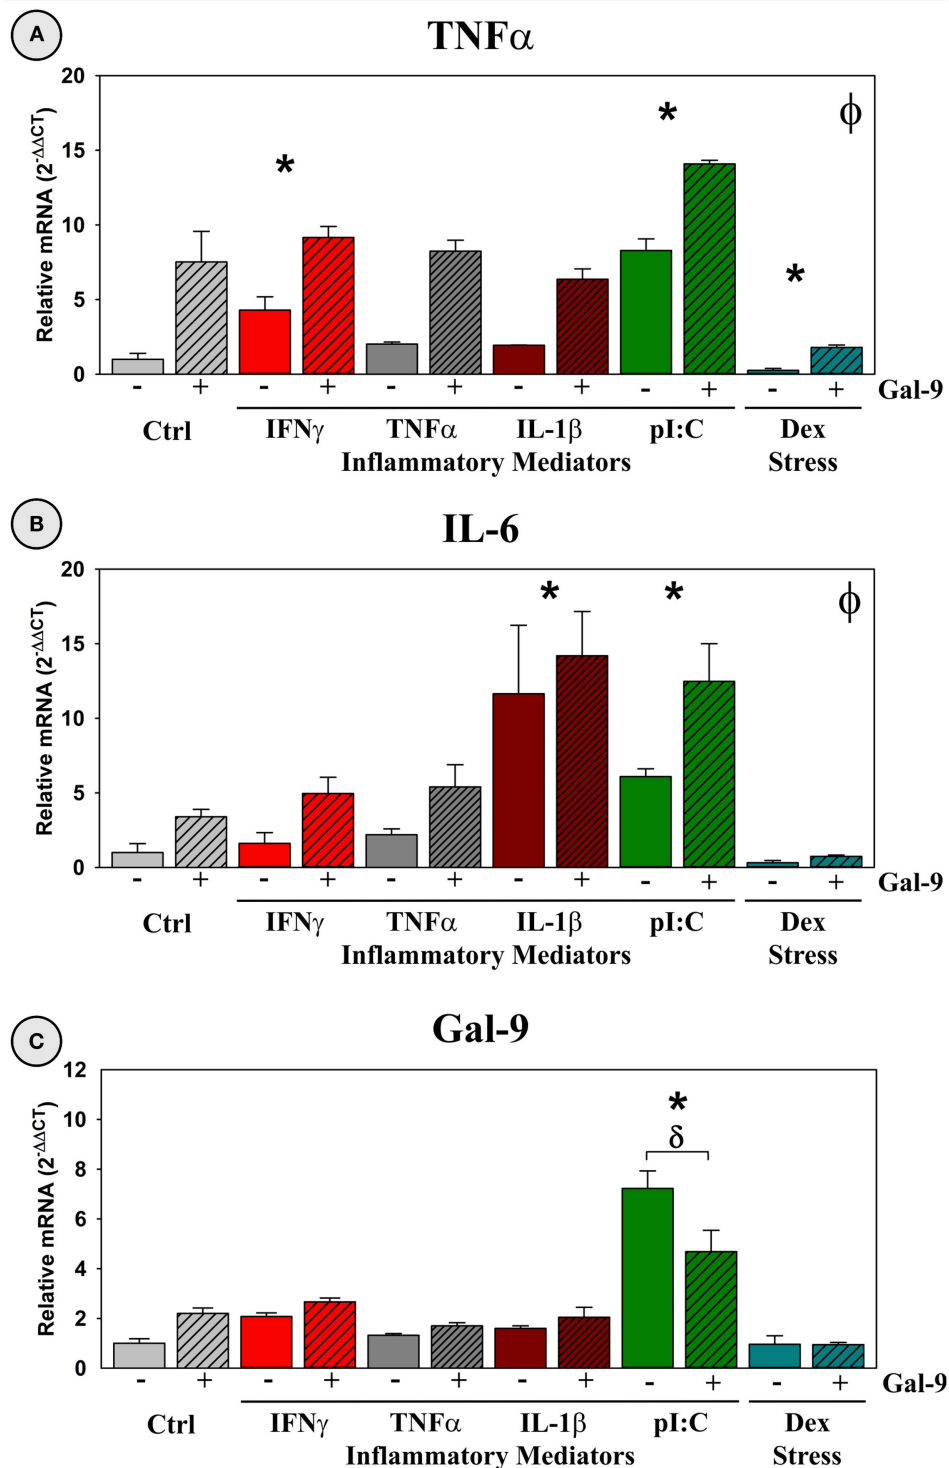 A
TNFα
Relative mRNA (2^-ΔΔCT)
20
15
10
5
0
*
*
*
ϕ
- + - + - + - + - + - + Gal-9
Ctrl IFNγ TNFα IL-1β pI:C Dex
Inflammatory Mediators Stress
B
IL-6
Relative mRNA (2^-ΔΔCT)
20
15
10
5
0
* * ϕ
- + - + - + - + - + - + Gal-9
Ctrl IFNγ TNFα IL-1β pI:C Dex
Inflammatory Mediators Stress
C
Gal-9
Relative mRNA (2^-ΔΔCT)
12
10
8
6
4
2
0
*
δ
- + - + - + - + - + - + Gal-9
Ctrl IFNγ TNFα IL-1β pI:C Dex
Inflammatory Mediators Stress